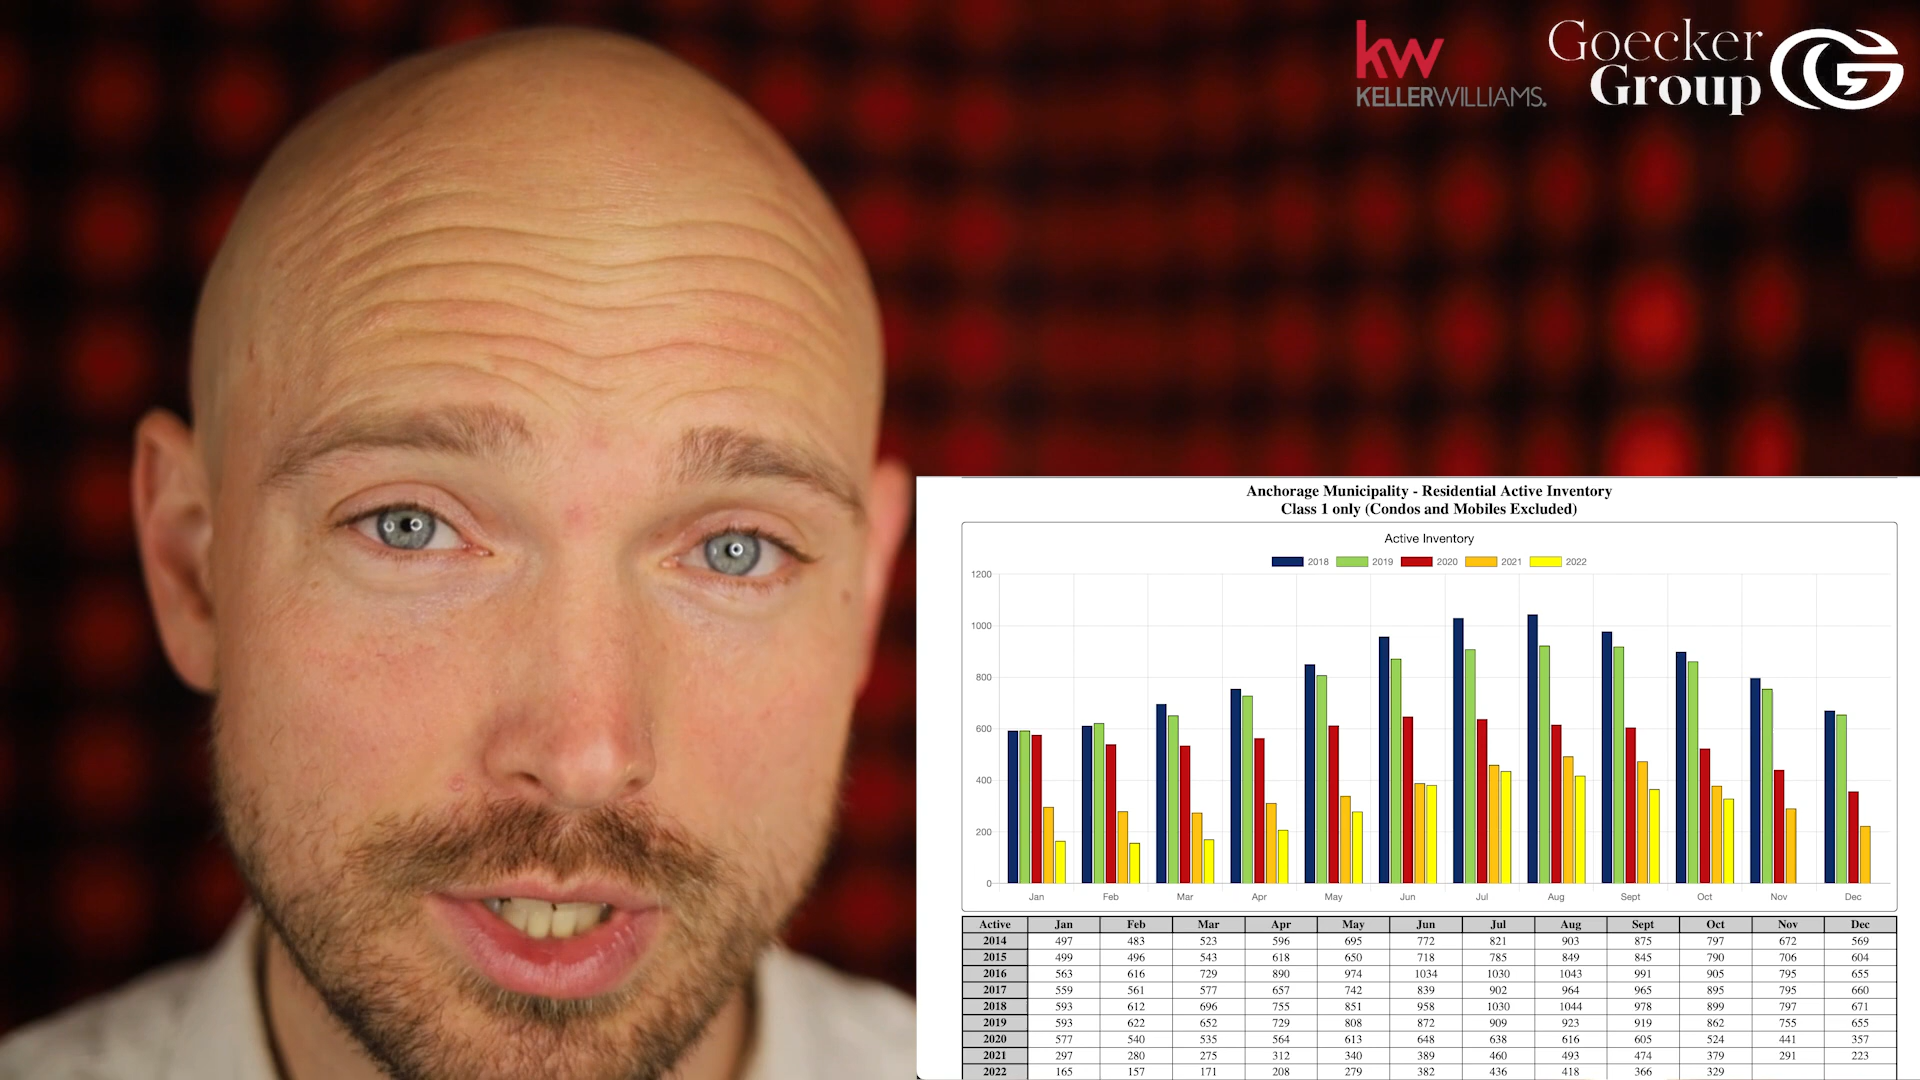 kw
KELLERWILLIAMS.
Goecker
Group
Anchorage Municipality - Residential Active Inventory
Class 1 only (Condos and Mobiles Excluded)
Active Inventory
2018 2019 2020 2021 2022
1200
1000
800
600
400
200
0
Jan Feb Mar Apr May Jun Jul Aug Sept Oct Nov Dec
Active Jan Feb Mar Apr May Jun Jul Aug Sept Oct Nov Dec
2014 497 483 523 596 695 772 821 903 875 797 672 569
2015 499 496 543 618 650 718 785 849 845 790 706 604
2016 563 616 729 890 974 1034 1030 1043 991 905 795 655
2017 559 561 577 657 742 839 902 964 965 895 795 660
2018 593 612 696 755 851 958 1030 1044 978 899 797 671
2019 593 622 652 729 808 872 909 923 919 862 755 655
2020 577 540 535 564 613 648 638 616 605 524 441 357
2021 297 280 275 312 340 389 460 493 474 379 291 223
2022 165 157 171 208 279 382 436 418 366 329